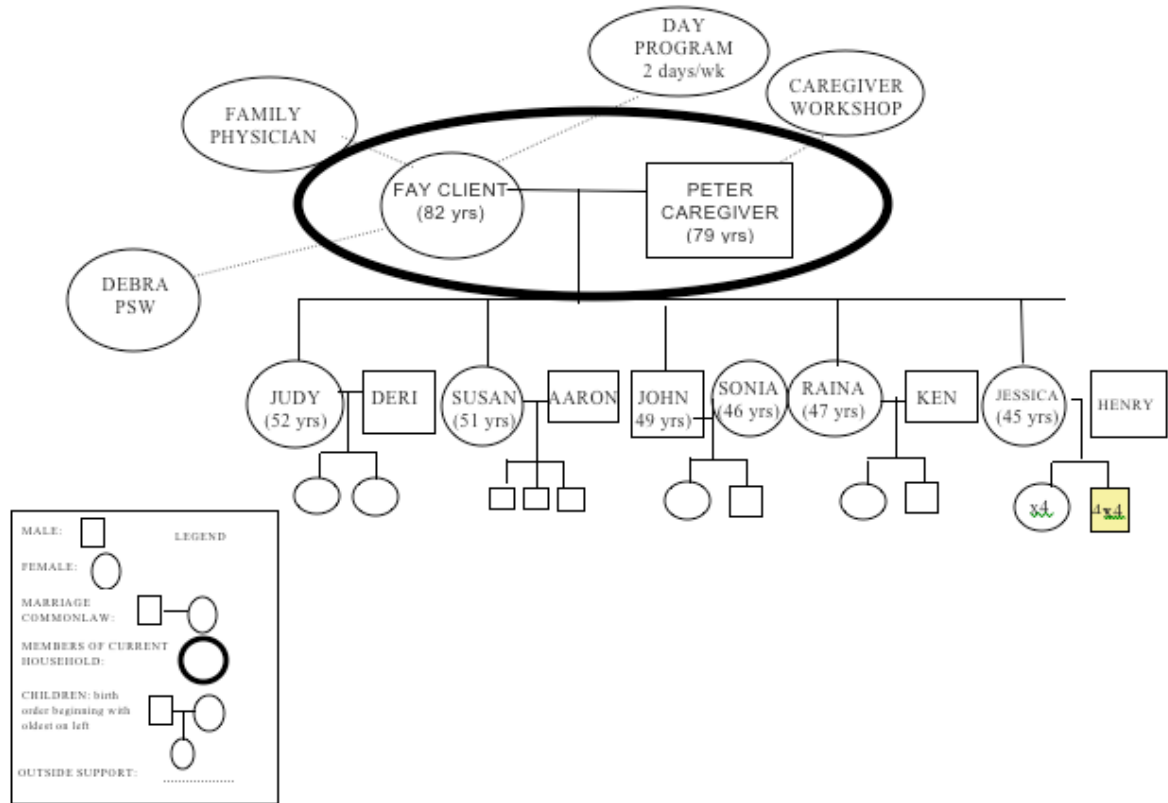 DAY
PROGRAM
2 days/wk
CAREGIVER
WORKSHOP
FAMILY
PHYSICIAN
FAY CLIENT
(82 yrs)
PETER
CAREGIVER
(79 yrs)
DEBRA
PSW
JUDY
(52 yrs)
DERI
SUSAN
(51 yrs)
AARON
JOHN
49 yrs)
SONIA
(46 yrs)
RAINA
(47 yrs)
KEN
JESSICA
(45 yrs)
HENRY
x4
4x4
LEGEND
MALE:
FEMALE:
MARRIAGE
COMMONLAW:
MEMBERS OF CURRENT
HOUSEHOLD:
CHILDREN: birth
order beginning with
oldest on left
OUTSIDE SUPPORT: